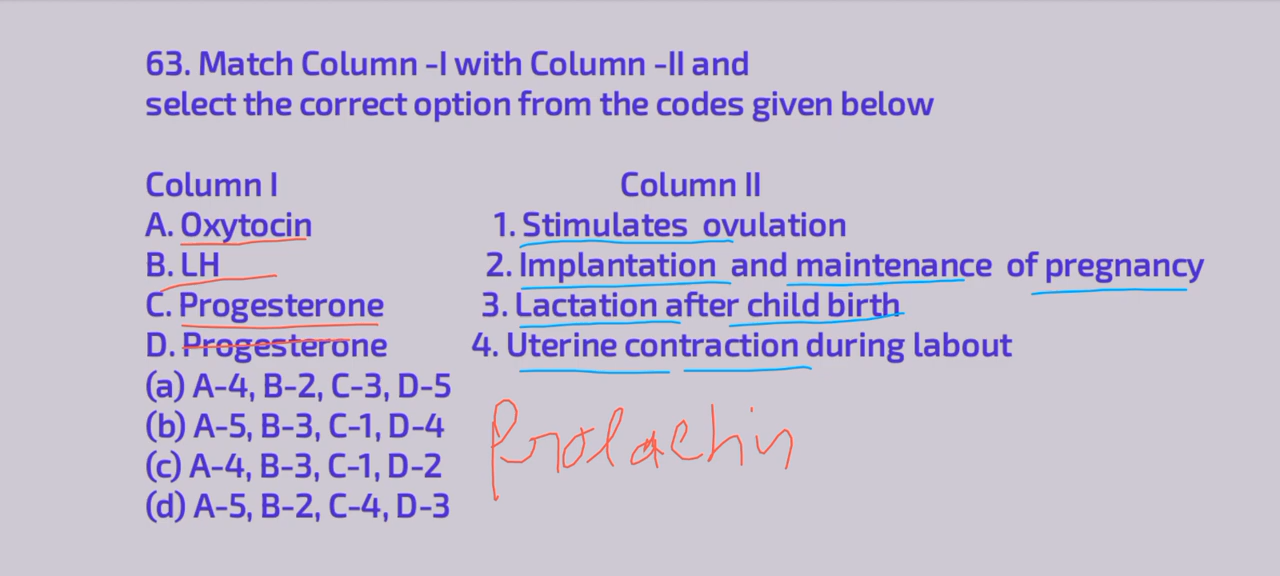 63. Match Column -I with Column -II and
select the correct option from the codes given below
Column I Column II
A. Oxytocin 1. Stimulates ovulation
B. LH 2. Implantation and maintenance of pregnancy
C. Progesterone 3. Lactation after child birth
D. Progesterone 4. Uterine contraction during labout
(a) A-4, B-2, C-3, D-5
(b) A-5, B-3, C-1, D-4
(c) A-4, B-3, C-1, D-2
(d) A-5, B-2, C-4, D-3
Prolachin